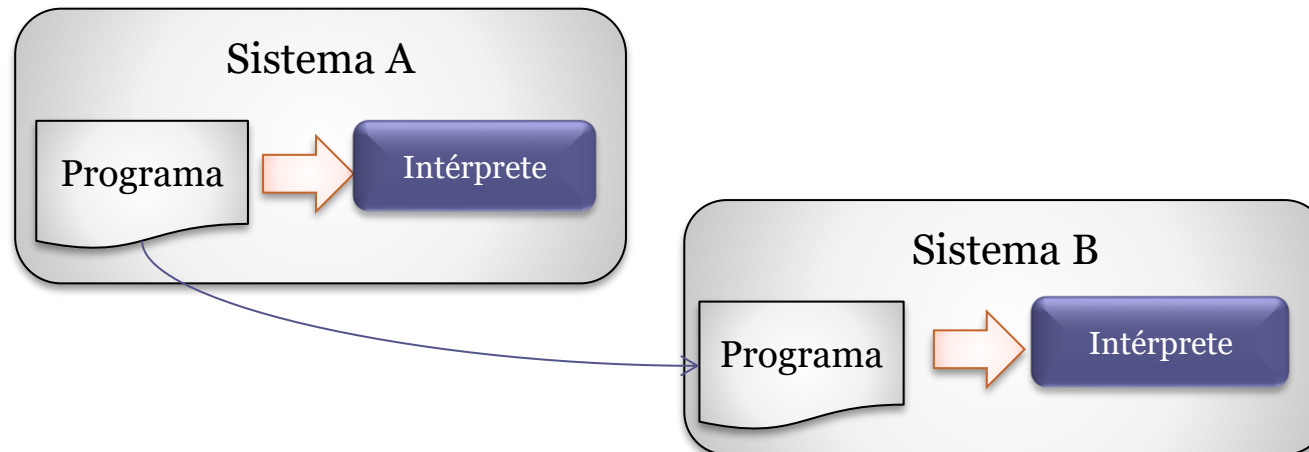 Sistema A
Programa
Intérprete
Sistema B
Programa
Intérprete